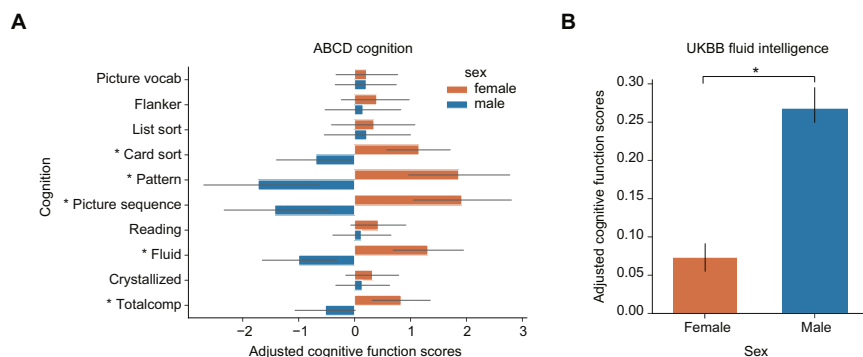 A
ABCD cognition
sex
female
male
Cognition
Picture vocab
Flanker
List sort
* Card sort
* Pattern
* Picture sequence
Reading
* Fluid
Crystallized
* Totalcomp
−2 −1 0 1 2 3
Adjusted cognitive function scores
B
UKBB fluid intelligence
*
Adjusted cognitive function scores
0.30
0.25
0.20
0.15
0.10
0.05
0.00
Female Male
Sex